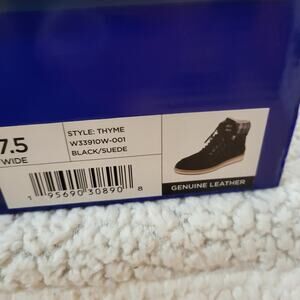 7.5
WIDE
STYLE: THYME
W33910W-001
BLACK/SUEDE
1 95690 30890 8
GENUINE LEATHER